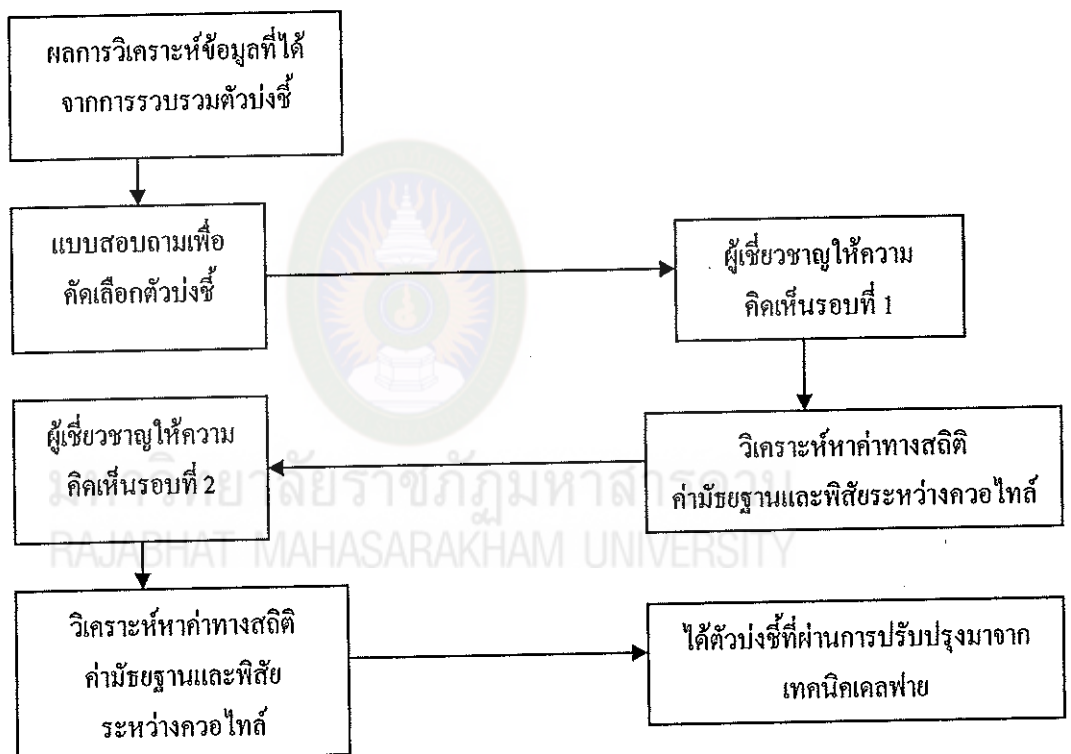 ผลการวิเคราะห์ข้อมูลที่ได้
จากการรวบรวมตัวบ่งชี้
แบบสอบถามเพื่อ
คัดเลือกตัวบ่งชี้
ผู้เชี่ยวชาญให้ความ
คิดเห็นรอบที่ 1
วิเคราะห์หาค่าทางสถิติ
ค่ามัธยฐานและพิสัยระหว่างควอไทล์
ผู้เชี่ยวชาญให้ความ
คิดเห็นรอบที่ 2
มหาวิทยาลัยราชภัฏมหาสารคาม
RAJABHAT MAHASARAKHAM UNIVERSITY
วิเคราะห์หาค่าทางสถิติ
ค่ามัธยฐานและพิสัย
ระหว่างควอไทล์
ได้ตัวบ่งชี้ที่ผ่านการปรับปรุงมาจาก
เทคนิคเดลฟาย